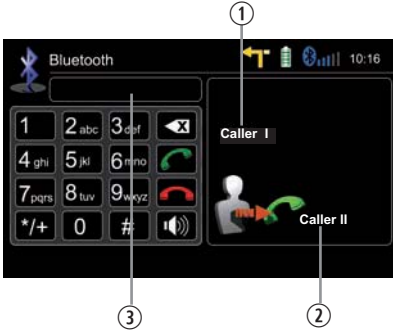 ①
Bluetooth
10:16
1
2 abc
3 def
4 ghi
5 jkl
6 mno
7 pqrs
8 tuv
9 wxyz
*/+
0
#
Caller I
Caller II
③
②